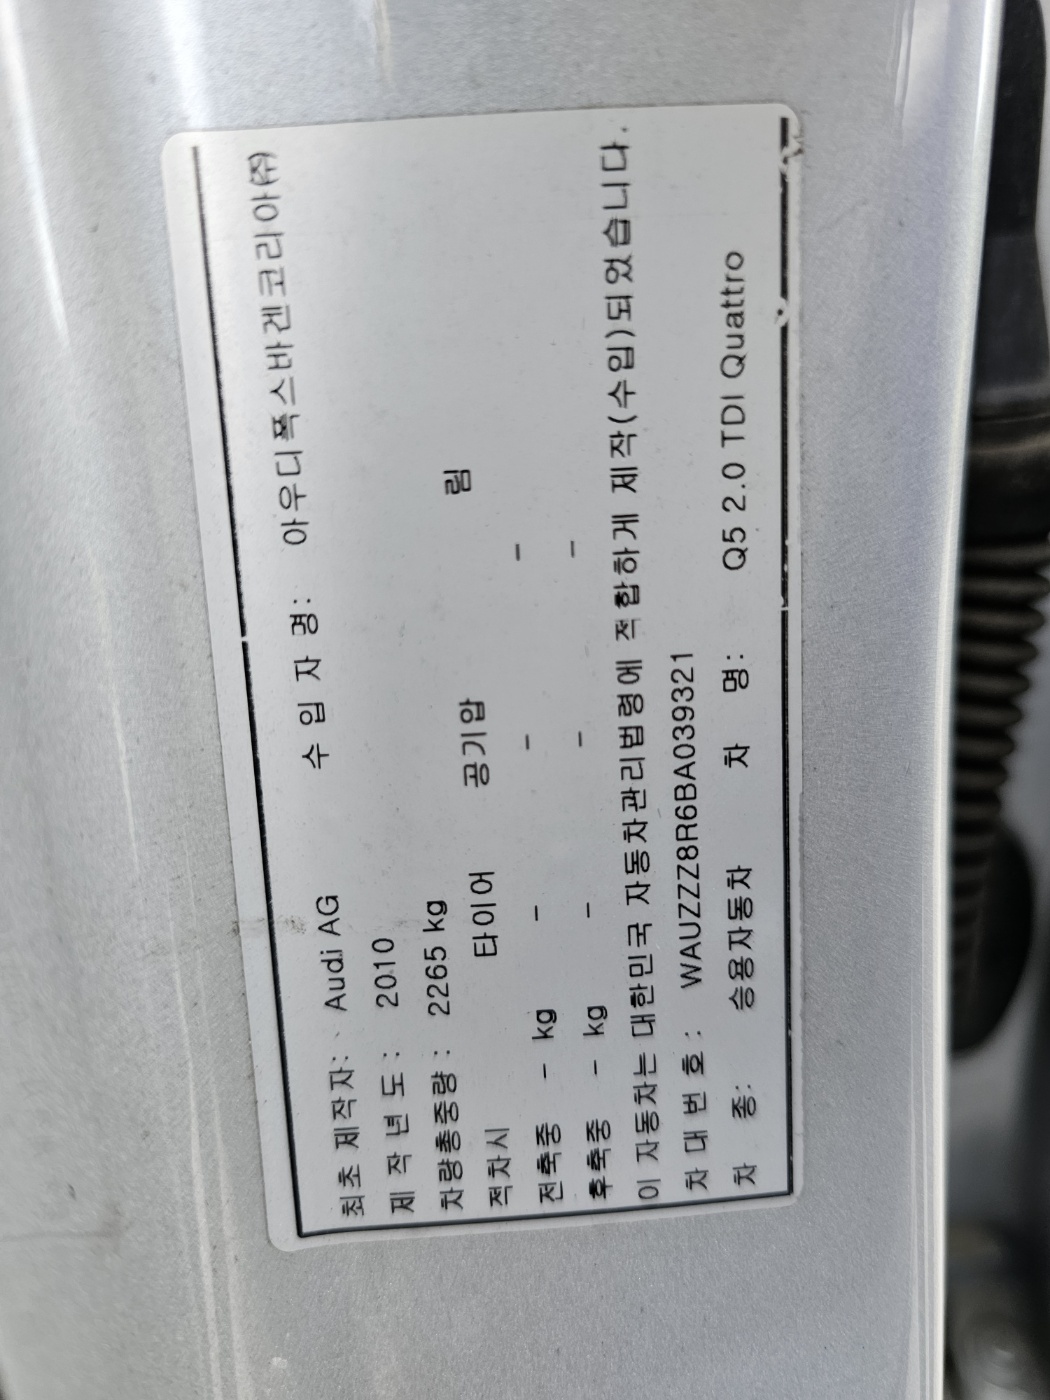 최초 제작자: Audi AG 수 입 자 명: 아우디폭스바겐코리아㈜
제 작 년 도 : 2010
차량총중량 : 2265 kg
적차시 타이어 공기압 림
전축중 - kg - - -
후축중 - kg - - -
이 자동차는 대한민국 자동차관리법령에 적합하게 제작(수입)되었습니다.
차 대 번 호 : WAUZZZ8R6BA039321
차 종: 승용자동차 차 명: Q5 2.0 TDI Quattro